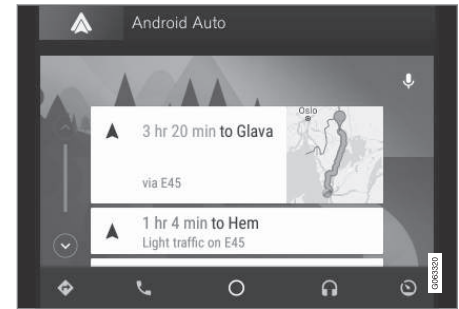 Android Auto
3 hr 20 min to Glava
Oslo
via E45
1 hr 4 min to Hem
Light traffic on E45
G063320